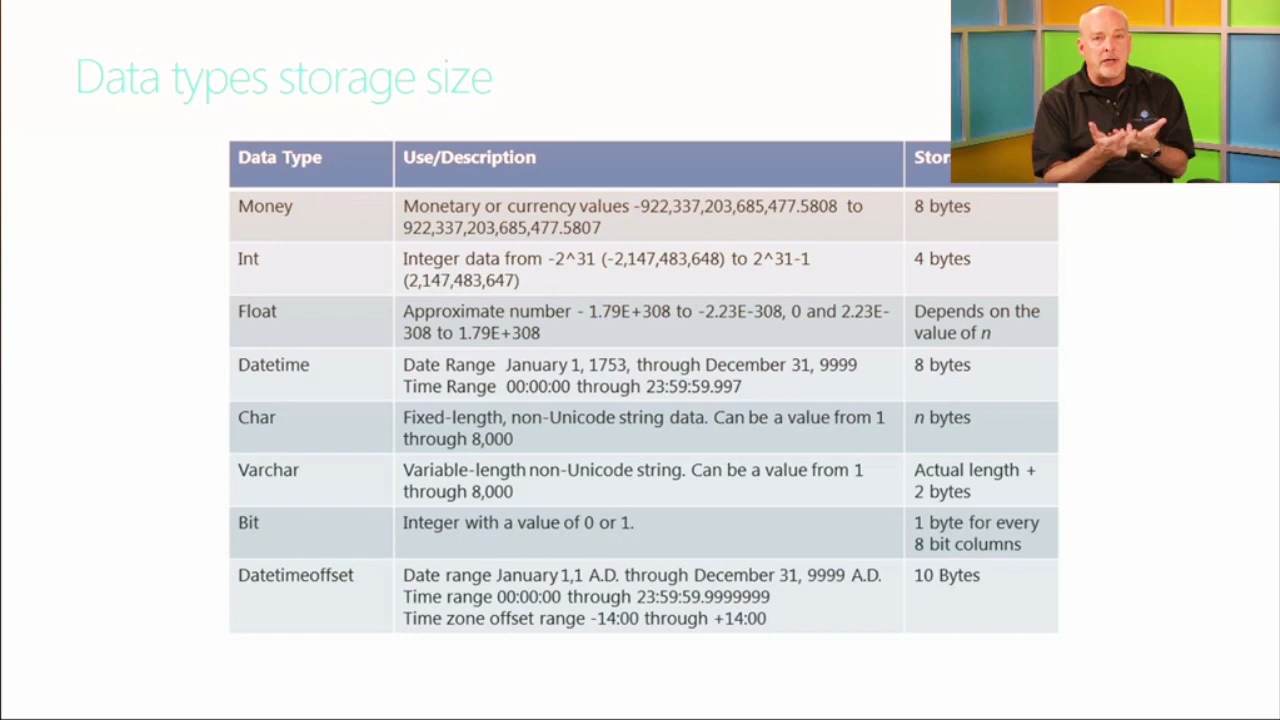 Data types storage size
Data Type
Use/Description
Money
Monetary or currency values -922,337,203,685,477.5808 to
922,337,203,685,477.5807
8 bytes
Int
Integer data from -2^31 (-2,147,483,648) to 2^31-1
(2,147,483,647)
4 bytes
Float
Approximate number - 1.79E+308 to -2.23E-308, 0 and 2.23E-
308 to 1.79E+308
Depends on the
value of n
Datetime
Date Range January 1, 1753, through December 31, 9999
Time Range 00:00:00 through 23:59:59.997
8 bytes
Char
Fixed-length, non-Unicode string data. Can be a value from 1
through 8,000
n bytes
Varchar
Variable-length non-Unicode string. Can be a value from 1
through 8,000
Actual length +
2 bytes
Bit
Integer with a value of 0 or 1.
1 byte for every
8 bit columns
Datetimeoffset
Date range January 1,1 A.D. through December 31, 9999 A.D.
Time range 00:00:00 through 23:59:59.9999999
Time zone offset range -14:00 through +14:00
10 Bytes